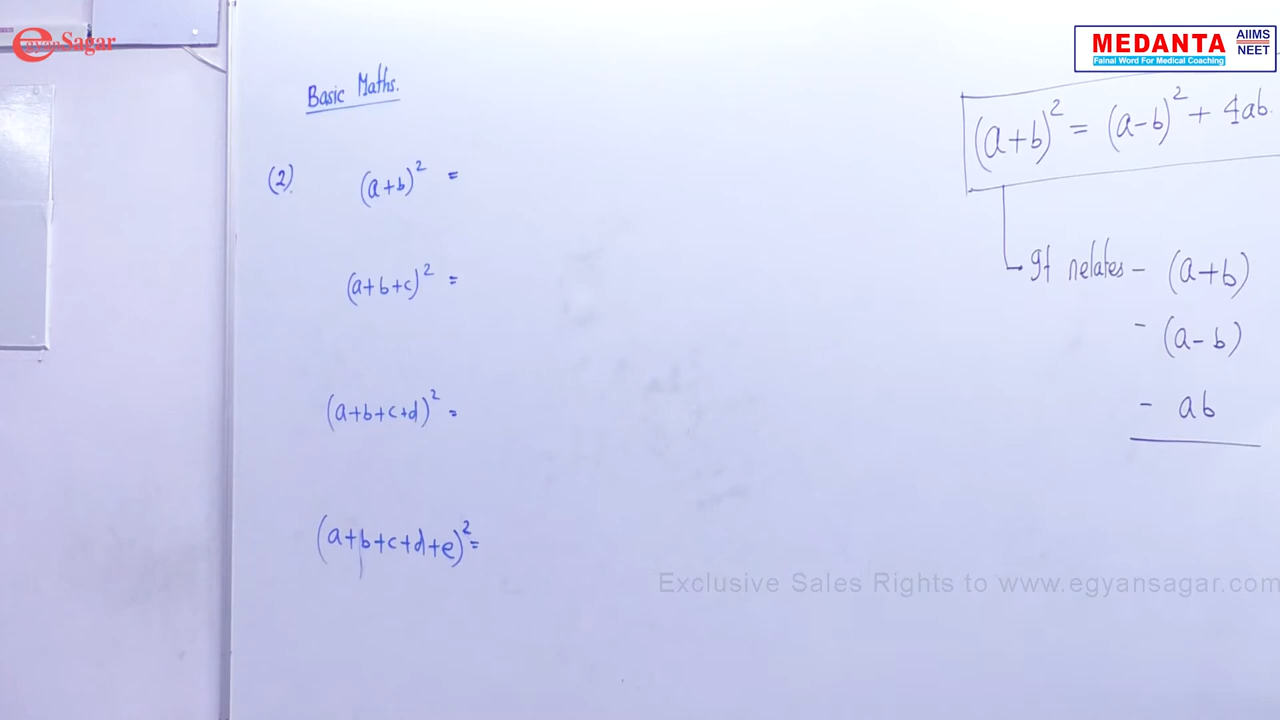 egyanSagar
MEDANTA AIIMS NEET
Fainal Word For Medical Coaching
Basic Maths.
(a+b)² = (a-b)² + 4ab.
(2). (a+b)² =
It relates - (a+b)
(a+b+c)² =
- (a-b)
(a+b+c+d)² =
- ab
(a+b+c+d+e)² =
Exclusive Sales Rights to www.egyansagar.com